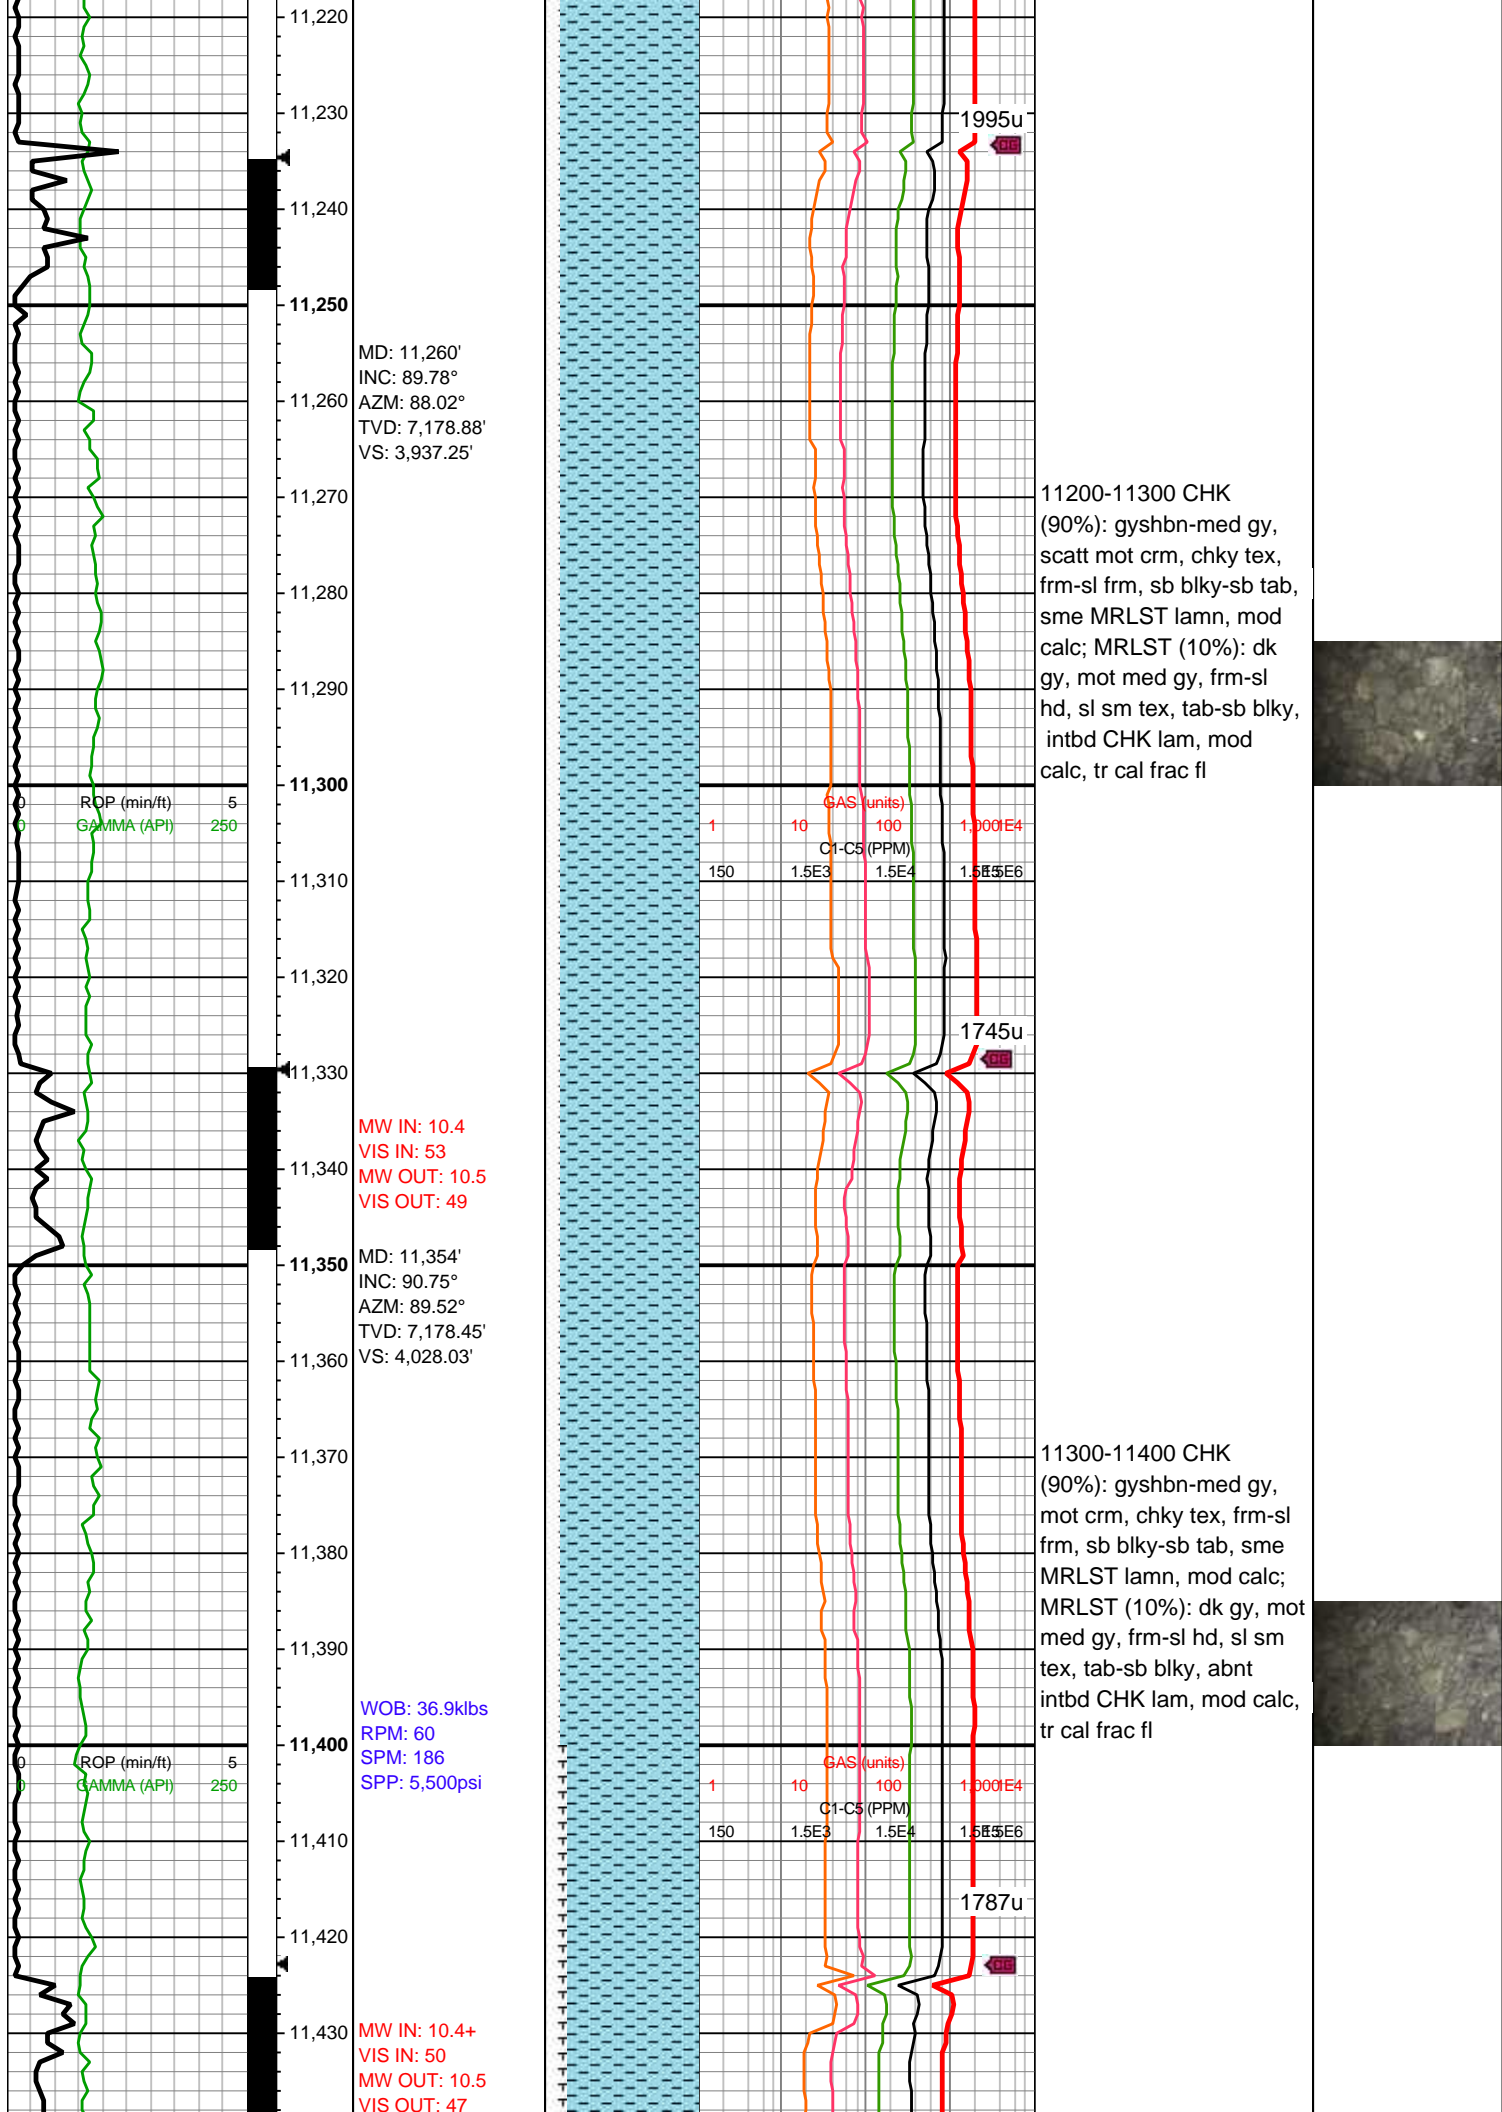 11,220
11,230
11,240
11,250
11,260
11,270
11,280
11,290
11,300
11,310
11,320
11,330
11,340
11,350
11,360
11,370
11,380
11,390
11,400
11,410
11,420
11,430
0 ROP (min/ft) 5
0 GAMMA (API) 250
0 ROP (min/ft) 5
0 GAMMA (API) 250
MD: 11,260'
INC: 89.78°
AZM: 88.02°
TVD: 7,178.88'
VS: 3,937.25'
MW IN: 10.4
VIS IN: 53
MW OUT: 10.5
VIS OUT: 49
MD: 11,354'
INC: 90.75°
AZM: 89.52°
TVD: 7,178.45'
VS: 4,028.03'
WOB: 36.9klbs
RPM: 60
SPM: 186
SPP: 5,500psi
MW IN: 10.4+
VIS IN: 50
MW OUT: 10.5
VIS OUT: 47
1995u
CG
GAS (units)
1 10 100 1,000 1E4
C1-C5 (PPM)
150 1.5E3 1.5E4 1.5E5 1.5E6
1745u
CG
GAS (units)
1 10 100 1,000 1E4
C1-C5 (PPM)
150 1.5E3 1.5E4 1.5E5 1.5E6
1787u
CG
11200-11300 CHK
(90%): gyshbn-med gy,
scatt mot crm, chky tex,
frm-sl frm, sb blky-sb tab,
sme MRLST lamn, mod
calc; MRLST (10%): dk
gy, mot med gy, frm-sl
hd, sl sm tex, tab-sb blky,
intbd CHK lam, mod
calc, tr cal frac fl
11300-11400 CHK
(90%): gyshbn-med gy,
mot crm, chky tex, frm-sl
frm, sb blky-sb tab, sme
MRLST lamn, mod calc;
MRLST (10%): dk gy, mot
med gy, frm-sl hd, sl sm
tex, tab-sb blky, abnt
intbd CHK lam, mod calc,
tr cal frac fl